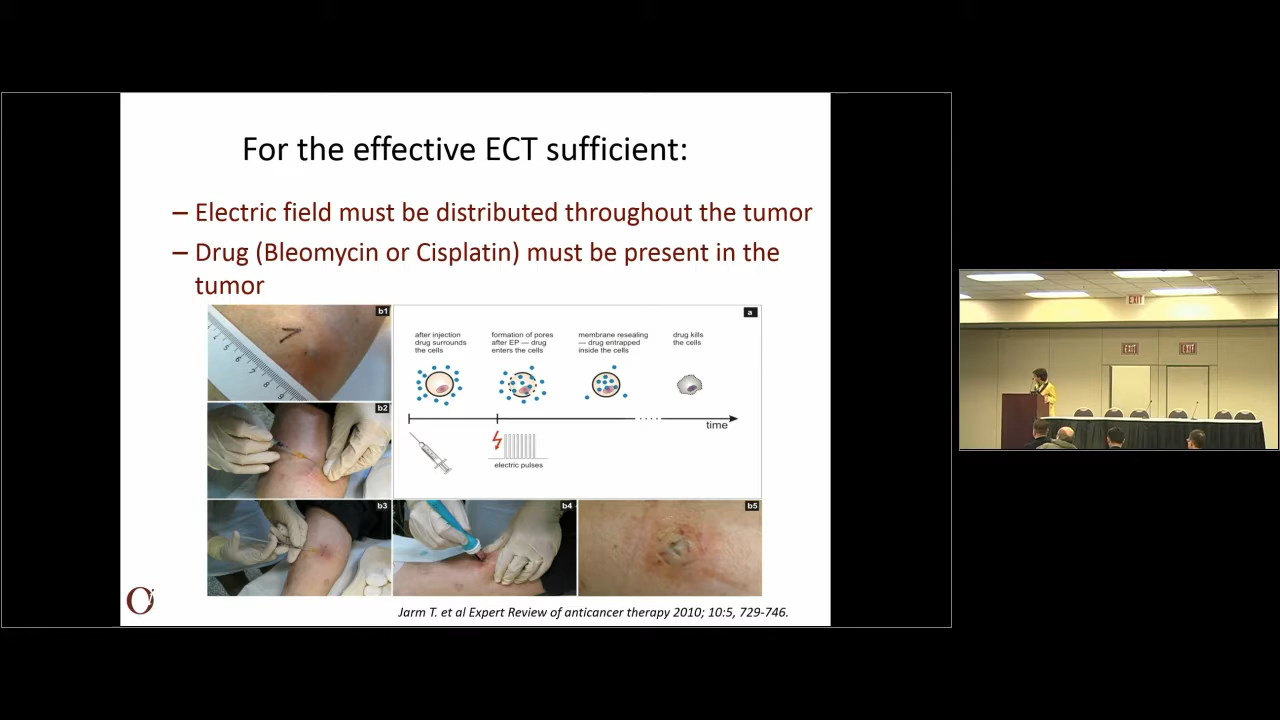 For the effective ECT sufficient:
– Electric field must be distributed throughout the tumor
– Drug (Bleomycin or Cisplatin) must be present in the
tumor
b1
a
after injection
drug surrounds
the cells
formation of pores
after EP — drug
enters the cells
membrane resealing
— drug entrapped
inside the cells
drug kills
the cells
time
electric pulses
b2
b3
b4
b5
Jarm T. et al Expert Review of anticancer therapy 2010; 10:5, 729-746.
EXIT
EXIT
EXIT